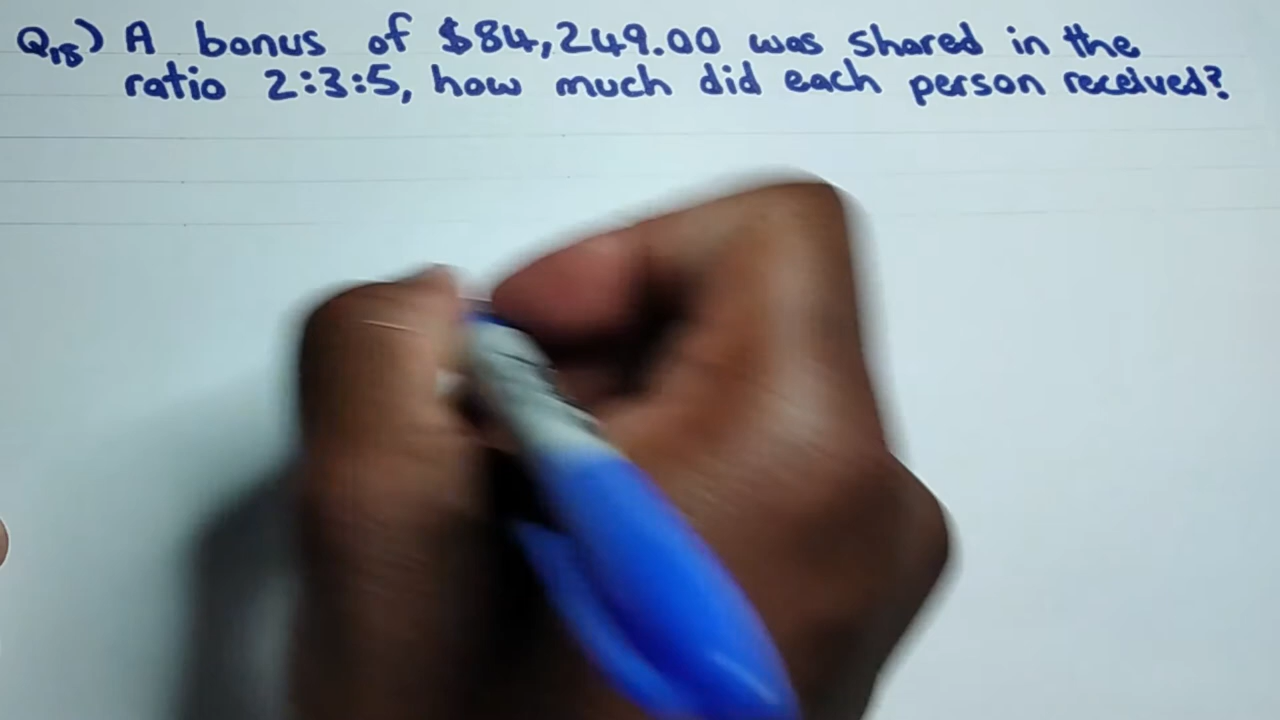 Q18) A bonus of $84,249.00 was shared in the
ratio 2:3:5, how much did each person received?